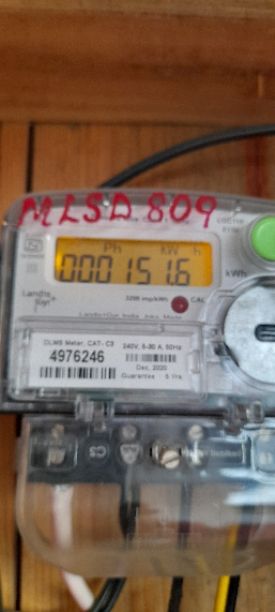 MLSD 809
Ph kW h
000151.6
kWh
Landis
Gyr+
3200 imp/kWh
CAL
DLMS Meter, CAT- C3 240V, 5-30 A, 50Hz
4976246
Dec, 2020
Guarantee : 5 Yrs.